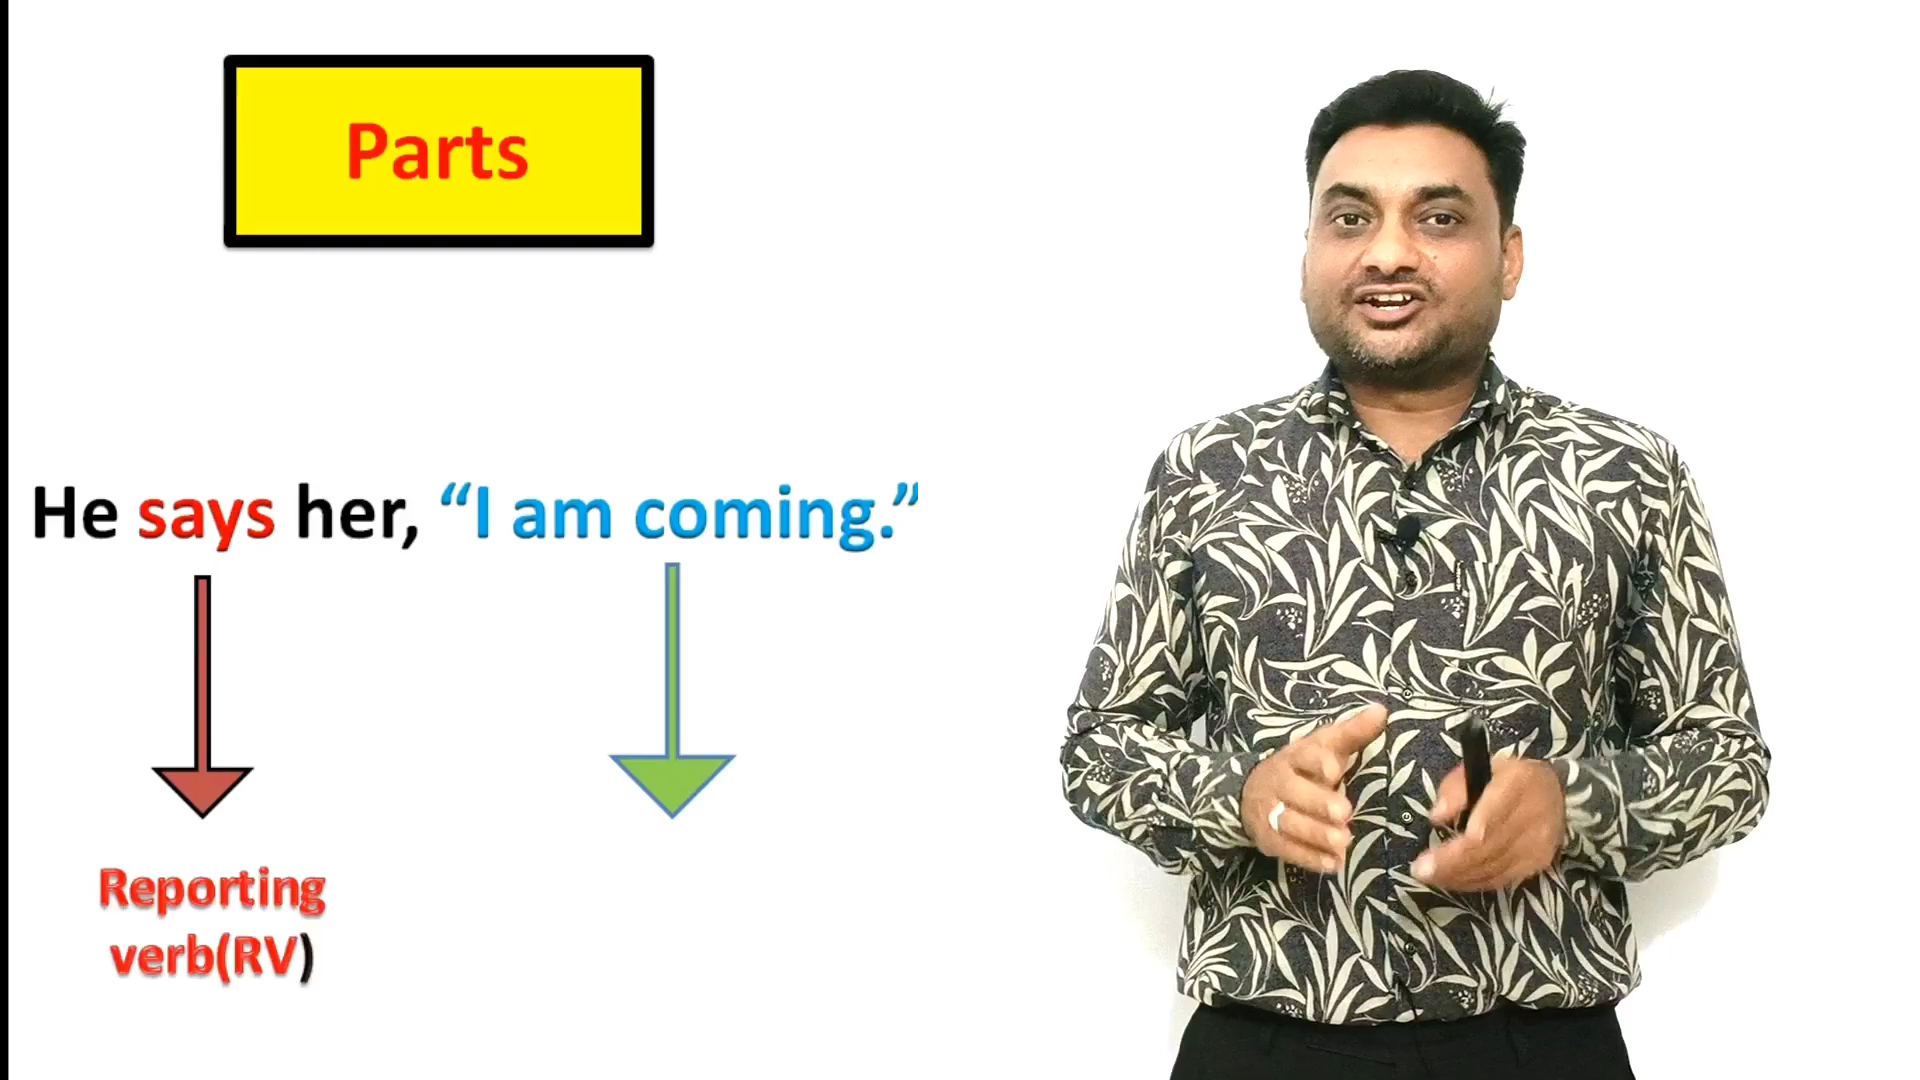 Parts
He says her, “I am coming.”
Reporting
verb(RV)